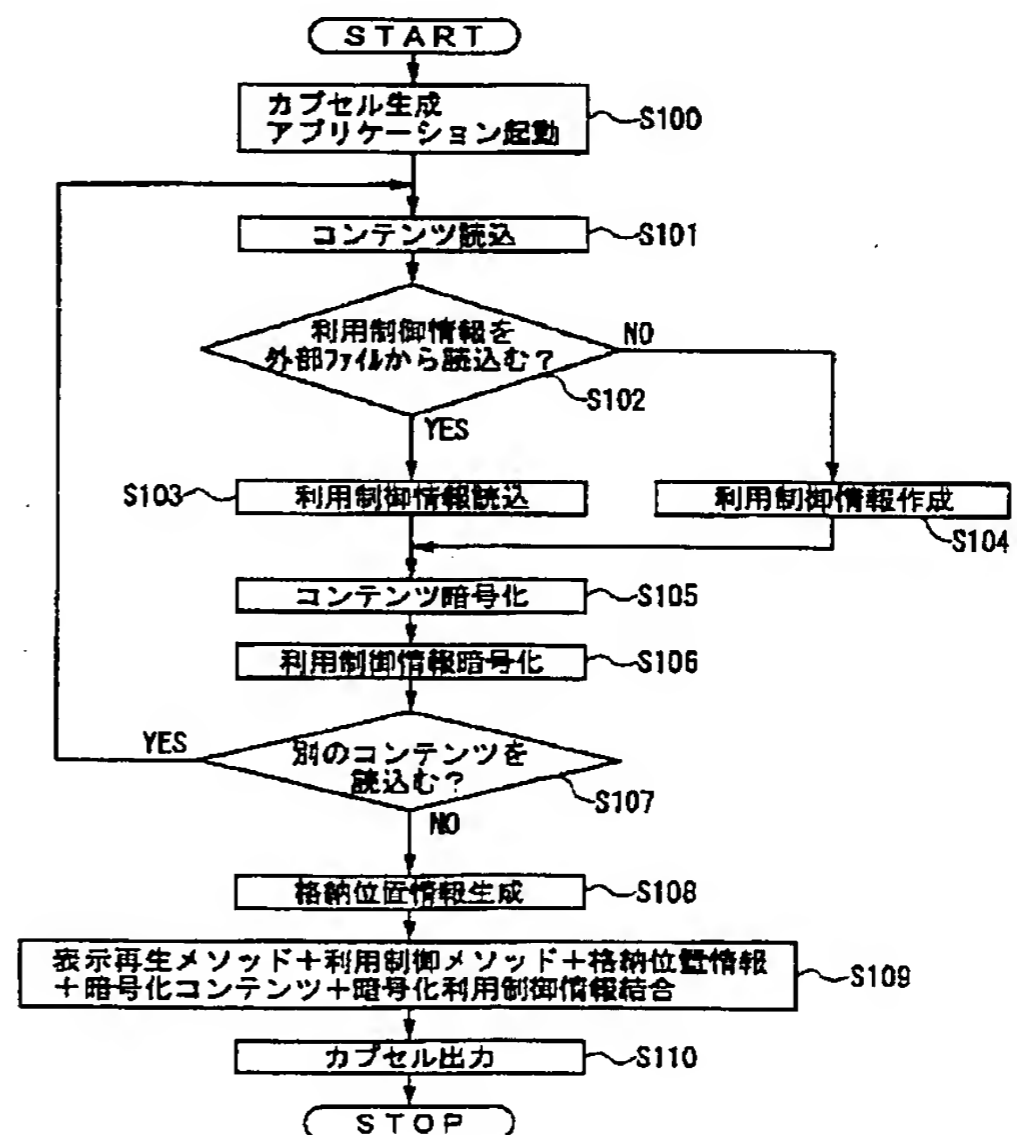 START
カプセル生成
アプリケーション起動
S100
コンテンツ読込
S101
利用制御情報を
外部ファイルから読込む?
NO
S102
YES
S103
利用制御情報読込
利用制御情報作成
S104
コンテンツ暗号化
S105
利用制御情報暗号化
S106
YES
別のコンテンツを
読込む?
S107
NO
格納位置情報生成
S108
表示再生メソッド+利用制御メソッド+格納位置情報
+暗号化コンテンツ+暗号化利用制御情報結合
S109
カプセル出力
S110
STOP